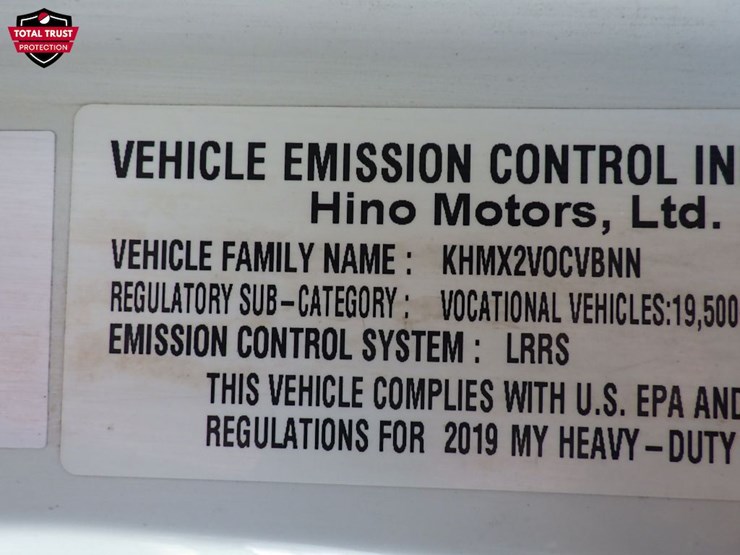 TOTAL TRUST
PROTECTION
VEHICLE EMISSION CONTROL IN
Hino Motors, Ltd.
VEHICLE FAMILY NAME : KHMX2VOCVBNN
REGULATORY SUB-CATEGORY : VOCATIONAL VEHICLES:19,500
EMISSION CONTROL SYSTEM : LRRS
THIS VEHICLE COMPLIES WITH U.S. EPA AND
REGULATIONS FOR 2019 MY HEAVY-DUTY